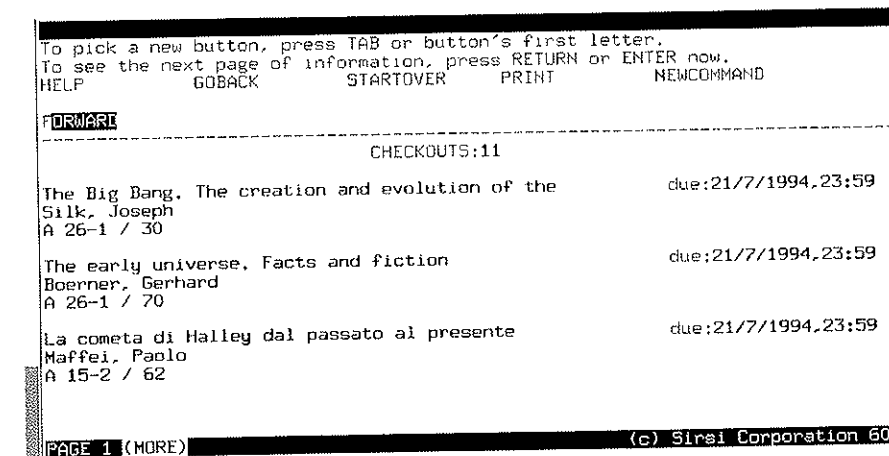 To pick a new button, press TAB or button's first letter.
To see the next page of information, press RETURN or ENTER now.
HELP GOBACK STARTOVER PRINT NEWCOMMAND
FORWARD
CHECKOUTS:11
The Big Bang. The creation and evolution of the due:21/7/1994,23:59
Silk, Joseph
A 26-1 / 30
The early universe. Facts and fiction due:21/7/1994,23:59
Boerner, Gerhard
A 26-1 / 70
La cometa di Halley dal passato al presente due:21/7/1994,23:59
Maffei, Paolo
A 15-2 / 62
PAGE 1 (MORE) (c) Sirsi Corporation 60